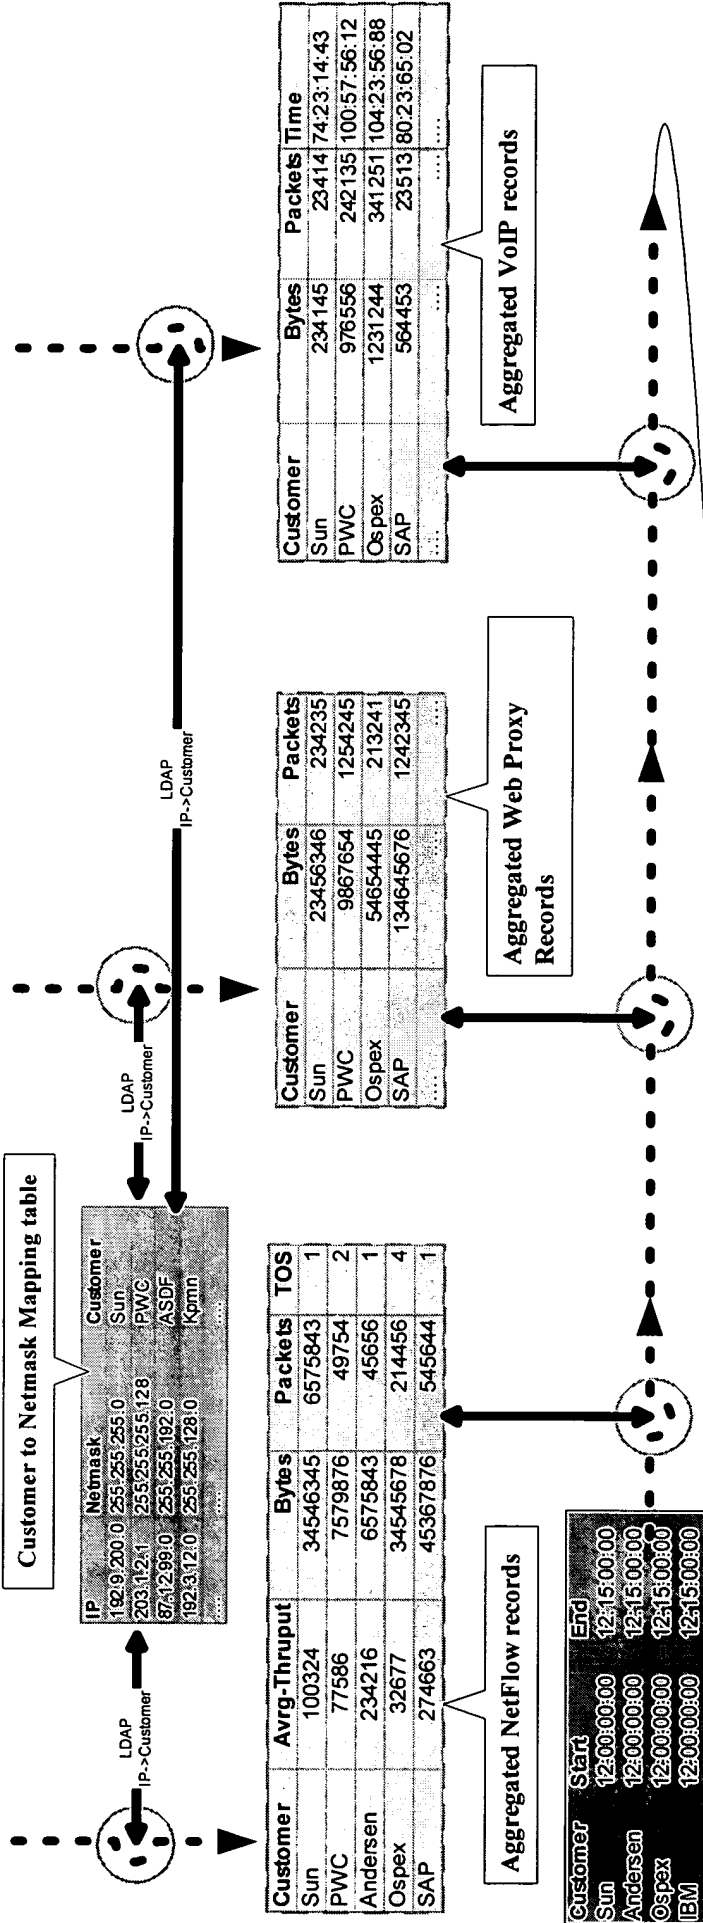 Customer to Netmask Mapping table
IP Netmask Customer
192.9.200.0 255.255.255.0 Sun
203.1.2.1 255.255.255.128 PWC
87.12.99.0 255.255.192.0 ASDF
192.3.12.0 255.255.128.0 Kpmn
.... .... ....
LDAP
IP->Customer
LDAP
IP->Customer
LDAP
IP->Customer
Customer Avrg-Thruput Bytes Packets TOS
Sun 100324 34546345 6575843 1
PWC 77586 7579876 49754 2
Andersen 234216 6575843 45656 1
Ospex 32677 34545678 214456 4
SAP 274663 45367876 545644 1
Aggregated NetFlow records
Customer Bytes Packets
Sun 23456346 234235
PWC 9867654 1254245
Ospex 54654445 213241
SAP 134645676 1242345
.... .... ....
Aggregated Web Proxy
Records
Customer Bytes Packets Time
Sun 234145 23414 74:23:14:43
PWC 976556 242135 100:57:56:12
Ospex 1231244 341251 104:23:56:88
SAP 564453 23513 80:23:65:02
.... .... .... ....
Aggregated VoIP records
Customer Start End
Sun 12:00:00:00 12:15:00:00
Andersen 12:00:00:00 12:15:00:00
Ospex 12:00:00:00 12:15:00:00
IBM 12:00:00:00 12:15:00:00